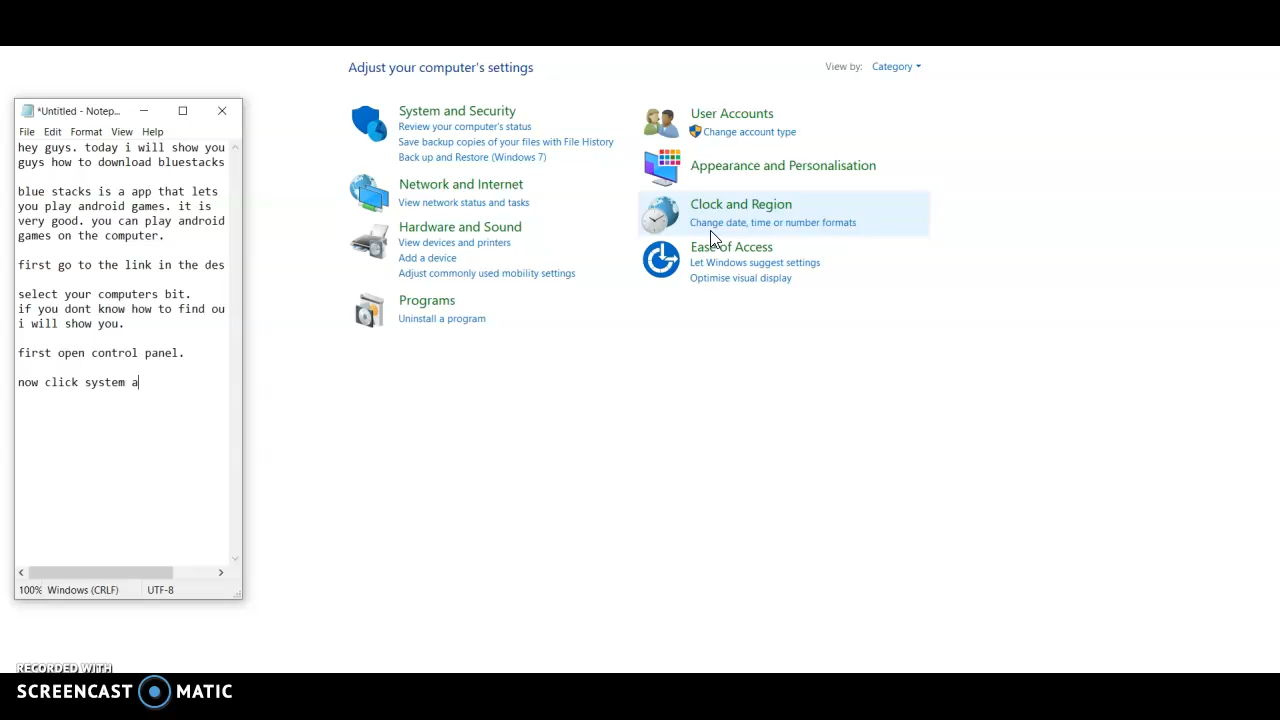 Adjust your computer's settings
View by: Category
*Untitled - Notep...
File Edit Format View Help
hey guys. today i will show you
guys how to download bluestacks
blue stacks is a app that lets
you play android games. it is
very good. you can play android
games on the computer.
first go to the link in the des
select your computers bit.
if you dont know how to find ou
i will show you.
first open control panel.
now click system a
100% Windows (CRLF) UTF-8
System and Security
Review your computer's status
Save backup copies of your files with File History
Back up and Restore (Windows 7)
Network and Internet
View network status and tasks
Hardware and Sound
View devices and printers
Add a device
Adjust commonly used mobility settings
Programs
Uninstall a program
User Accounts
Change account type
Appearance and Personalisation
Clock and Region
Change date, time or number formats
Ease of Access
Let Windows suggest settings
Optimise visual display
RECORDED WITH
SCREENCAST MATIC